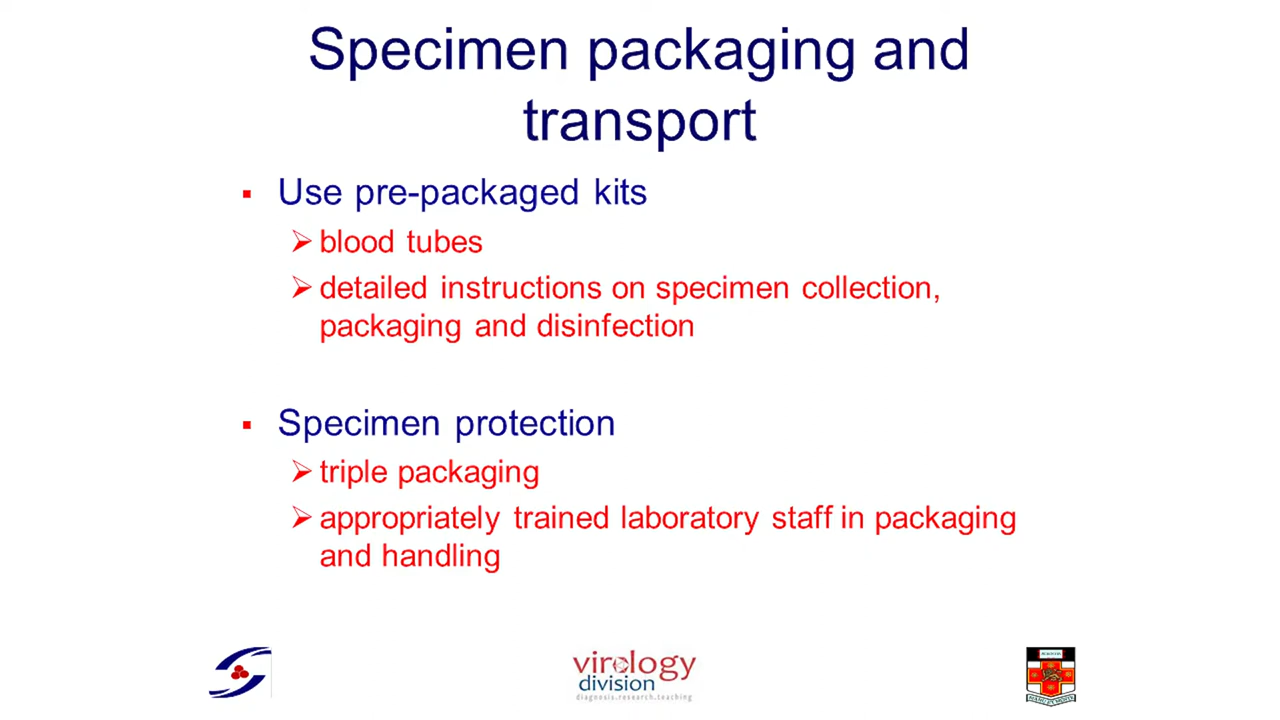 Specimen packaging and
transport
Use pre-packaged kits
blood tubes
detailed instructions on specimen collection,
packaging and disinfection
Specimen protection
triple packaging
appropriately trained laboratory staff in packaging
and handling
virology
division
diagnosis.research.teaching